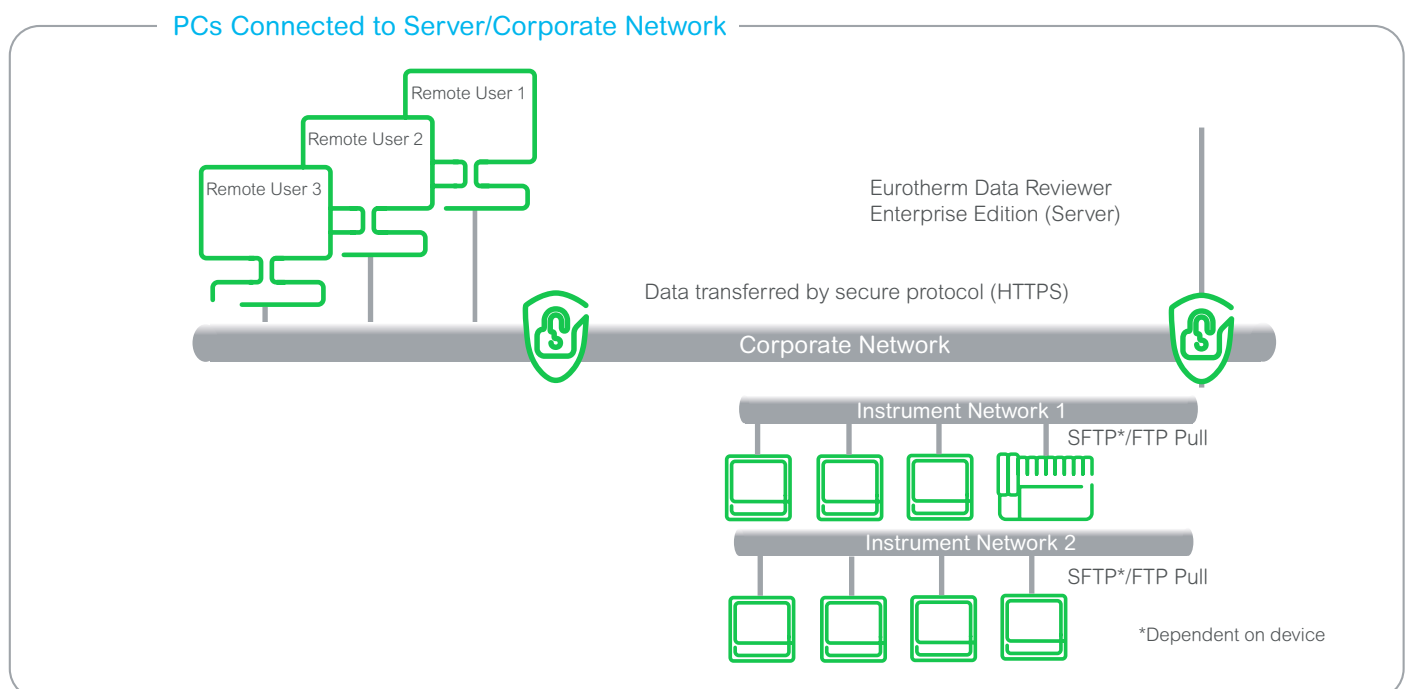 PCs Connected to Server/Corporate Network
Remote User 1
Remote User 2
Remote User 3
Eurotherm Data Reviewer
Enterprise Edition (Server)
Data transferred by secure protocol (HTTPS)
Corporate Network
Instrument Network 1
SFTP*/FTP Pull
Instrument Network 2
SFTP*/FTP Pull
*Dependent on device